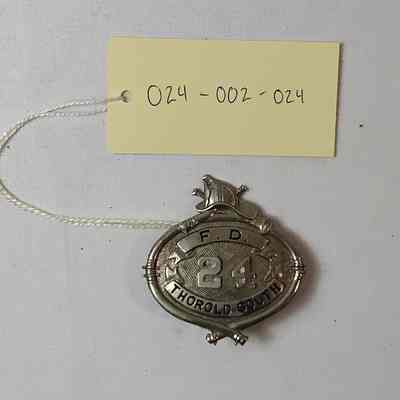 024-002-024
F. D.
24
THOROLD SOUTH